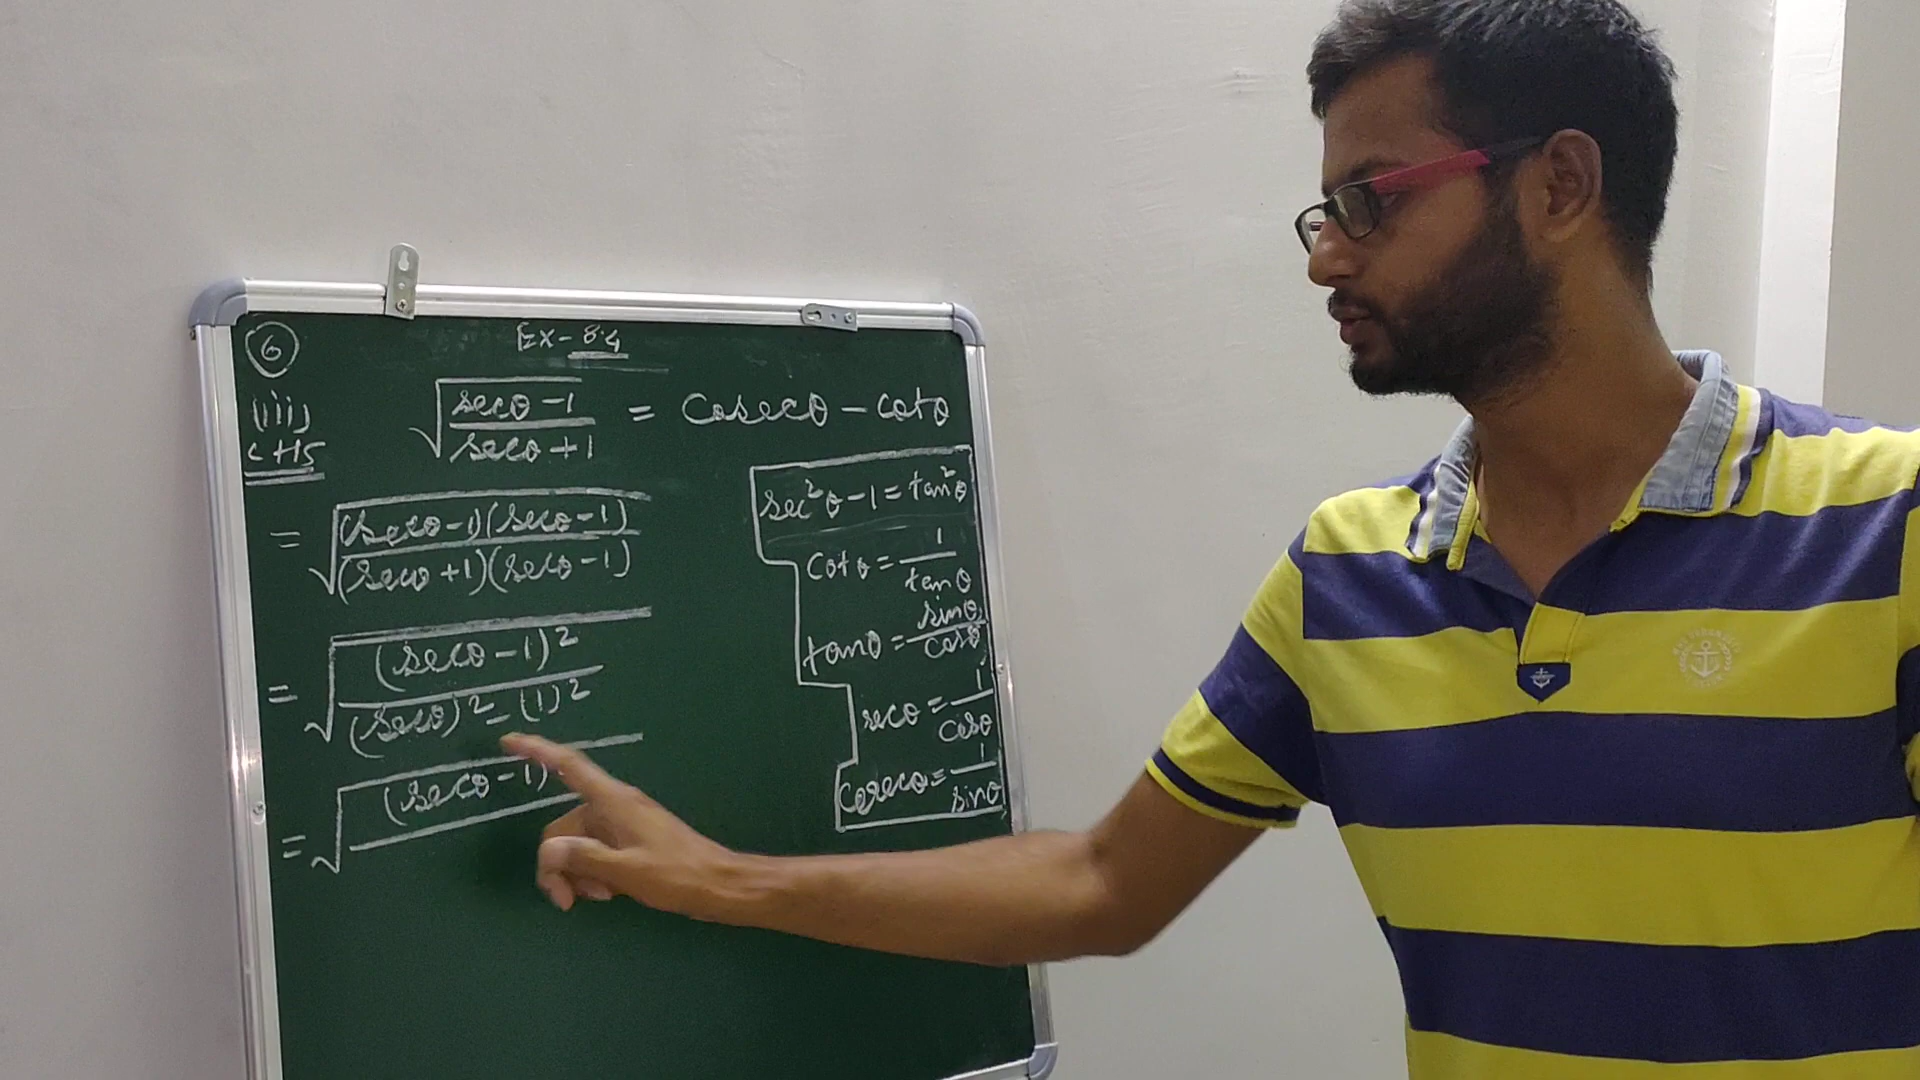 6
Ex-8.4
(iii) √((secθ-1)/(secθ+1)) = cosecθ - cotθ
LHS
= √((secθ-1)(secθ-1)/(secθ+1)(secθ-1))
= √((secθ-1)²/(secθ)²-(1)²)
= √((secθ-1)
sec²θ-1=tan²θ
cotθ=1/tanθ
tanθ=sinθ/cosθ
secθ=1/cosθ
cosecθ=1/sinθ